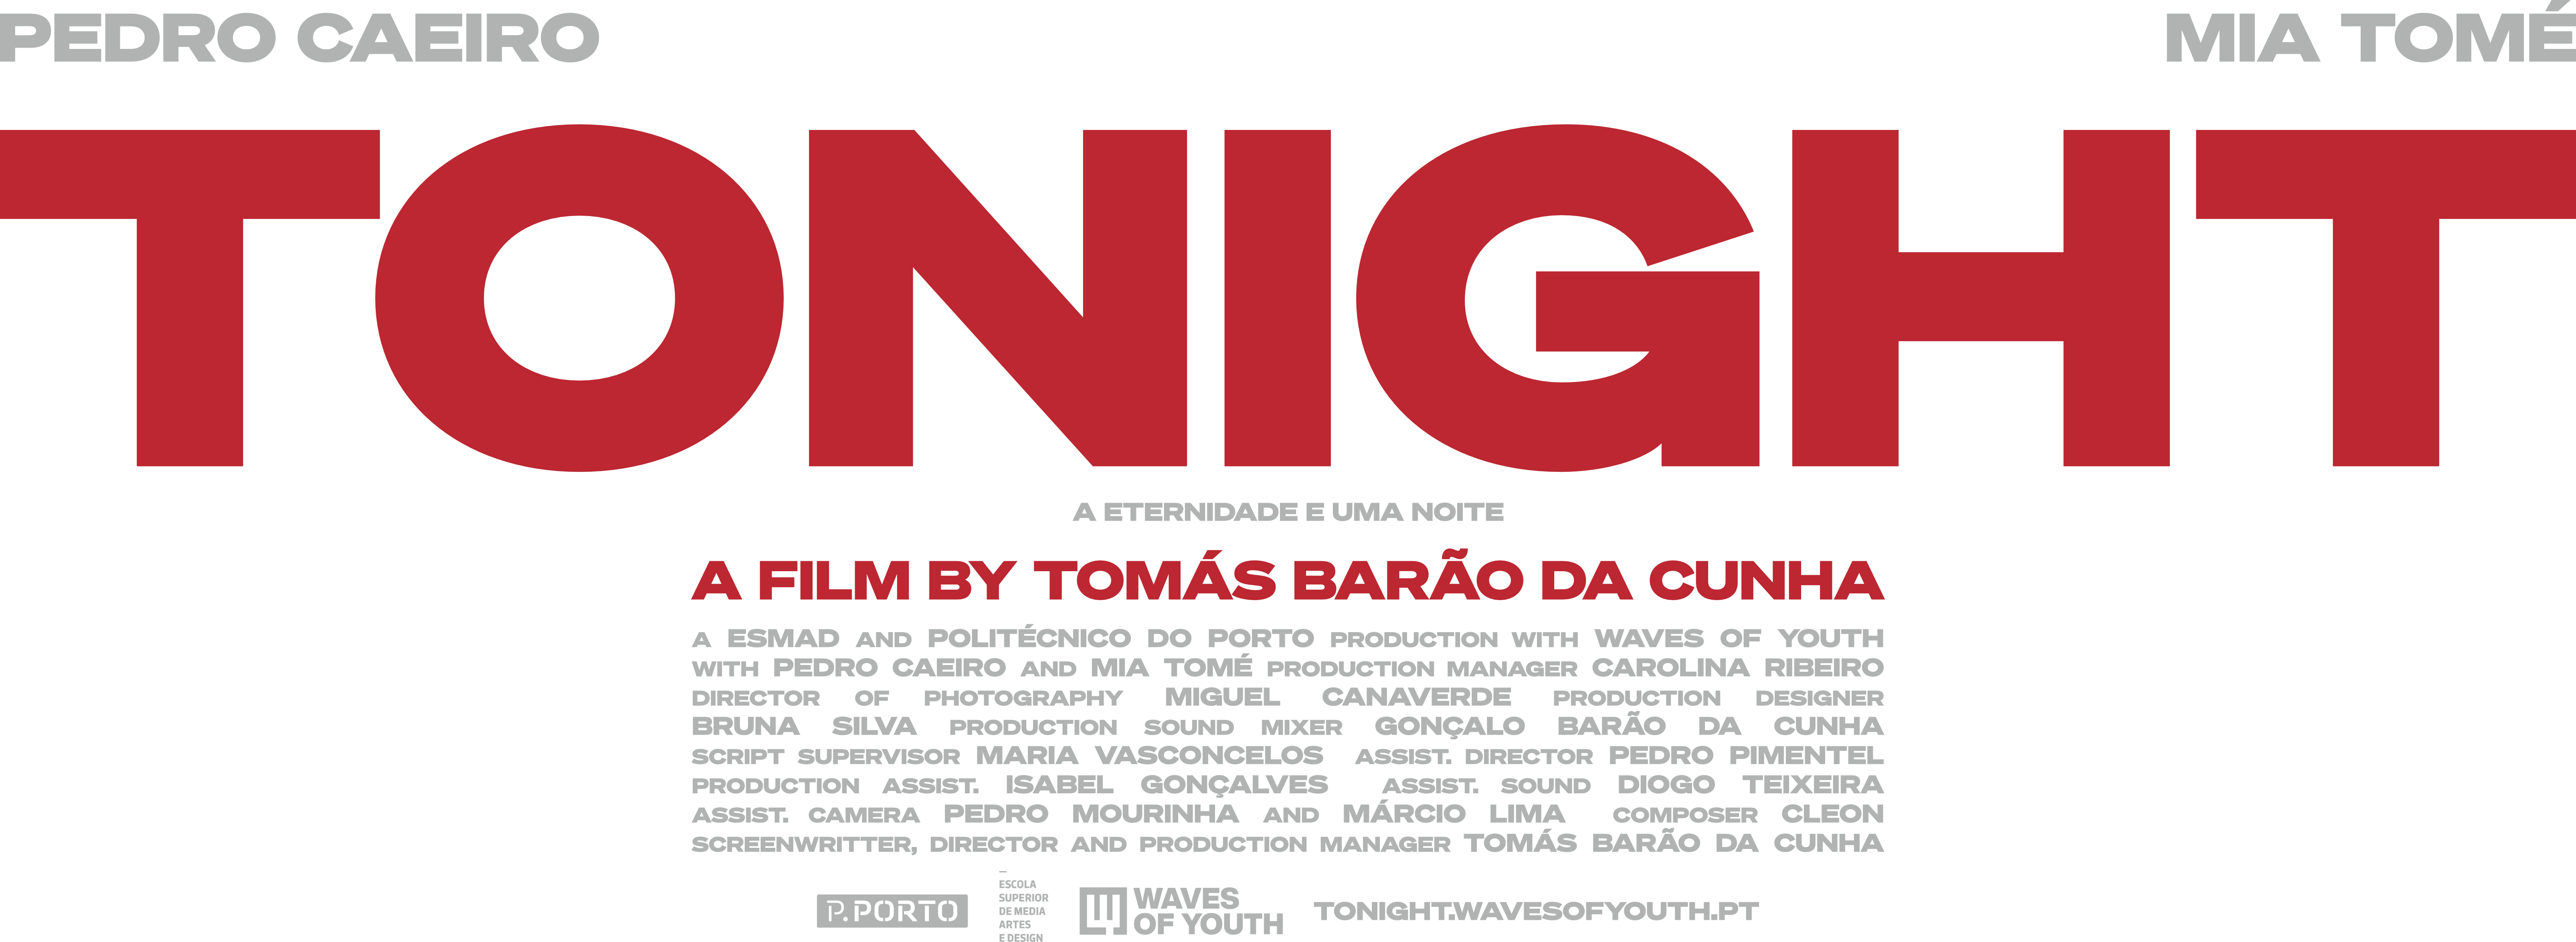 PEDRO CAEIRO MIA TOMÉ
TONIGHT
A ETERNIDADE E UMA NOITE
A FILM BY TOMÁS BARÃO DA CUNHA
A ESMAD AND POLITÉCNICO DO PORTO PRODUCTION WITH WAVES OF YOUTH
WITH PEDRO CAEIRO AND MIA TOMÉ PRODUCTION MANAGER CAROLINA RIBEIRO
DIRECTOR OF PHOTOGRAPHY MIGUEL CANAVERDE PRODUCTION DESIGNER
BRUNA SILVA PRODUCTION SOUND MIXER GONÇALO BARÃO DA CUNHA
SCRIPT SUPERVISOR MARIA VASCONCELOS ASSIST. DIRECTOR PEDRO PIMENTEL
PRODUCTION ASSIST. ISABEL GONÇALVES ASSIST. SOUND DIOGO TEIXEIRA
ASSIST. CAMERA PEDRO MOURINHA AND MÁRCIO LIMA COMPOSER CLEON
SCREENWRITTER, DIRECTOR AND PRODUCTION MANAGER TOMÁS BARÃO DA CUNHA
P.PORTO
ESCOLA
SUPERIOR
DE MEDIA
ARTES
E DESIGN
WAVES
OF YOUTH
TONIGHT.WAVESOFYOUTH.PT